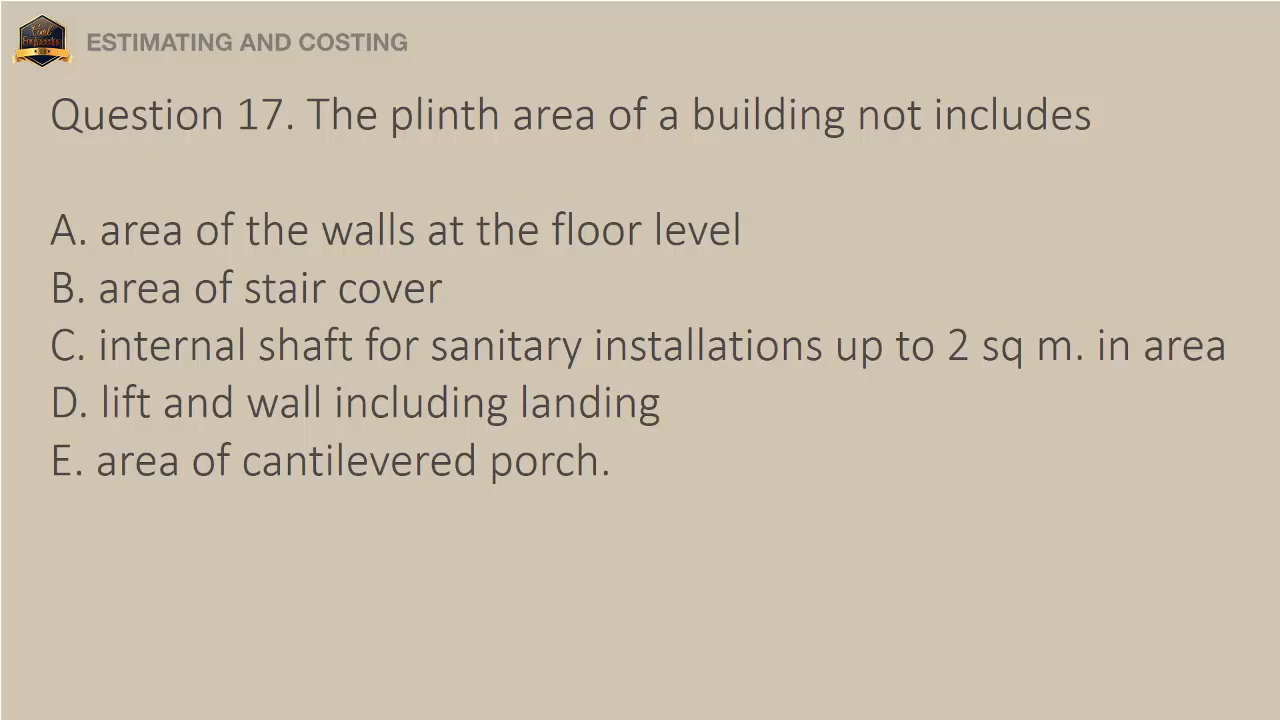 Civil
Engineering
ESTIMATING AND COSTING
Question 17. The plinth area of a building not includes
A. area of the walls at the floor level
B. area of stair cover
C. internal shaft for sanitary installations up to 2 sq m. in area
D. lift and wall including landing
E. area of cantilevered porch.